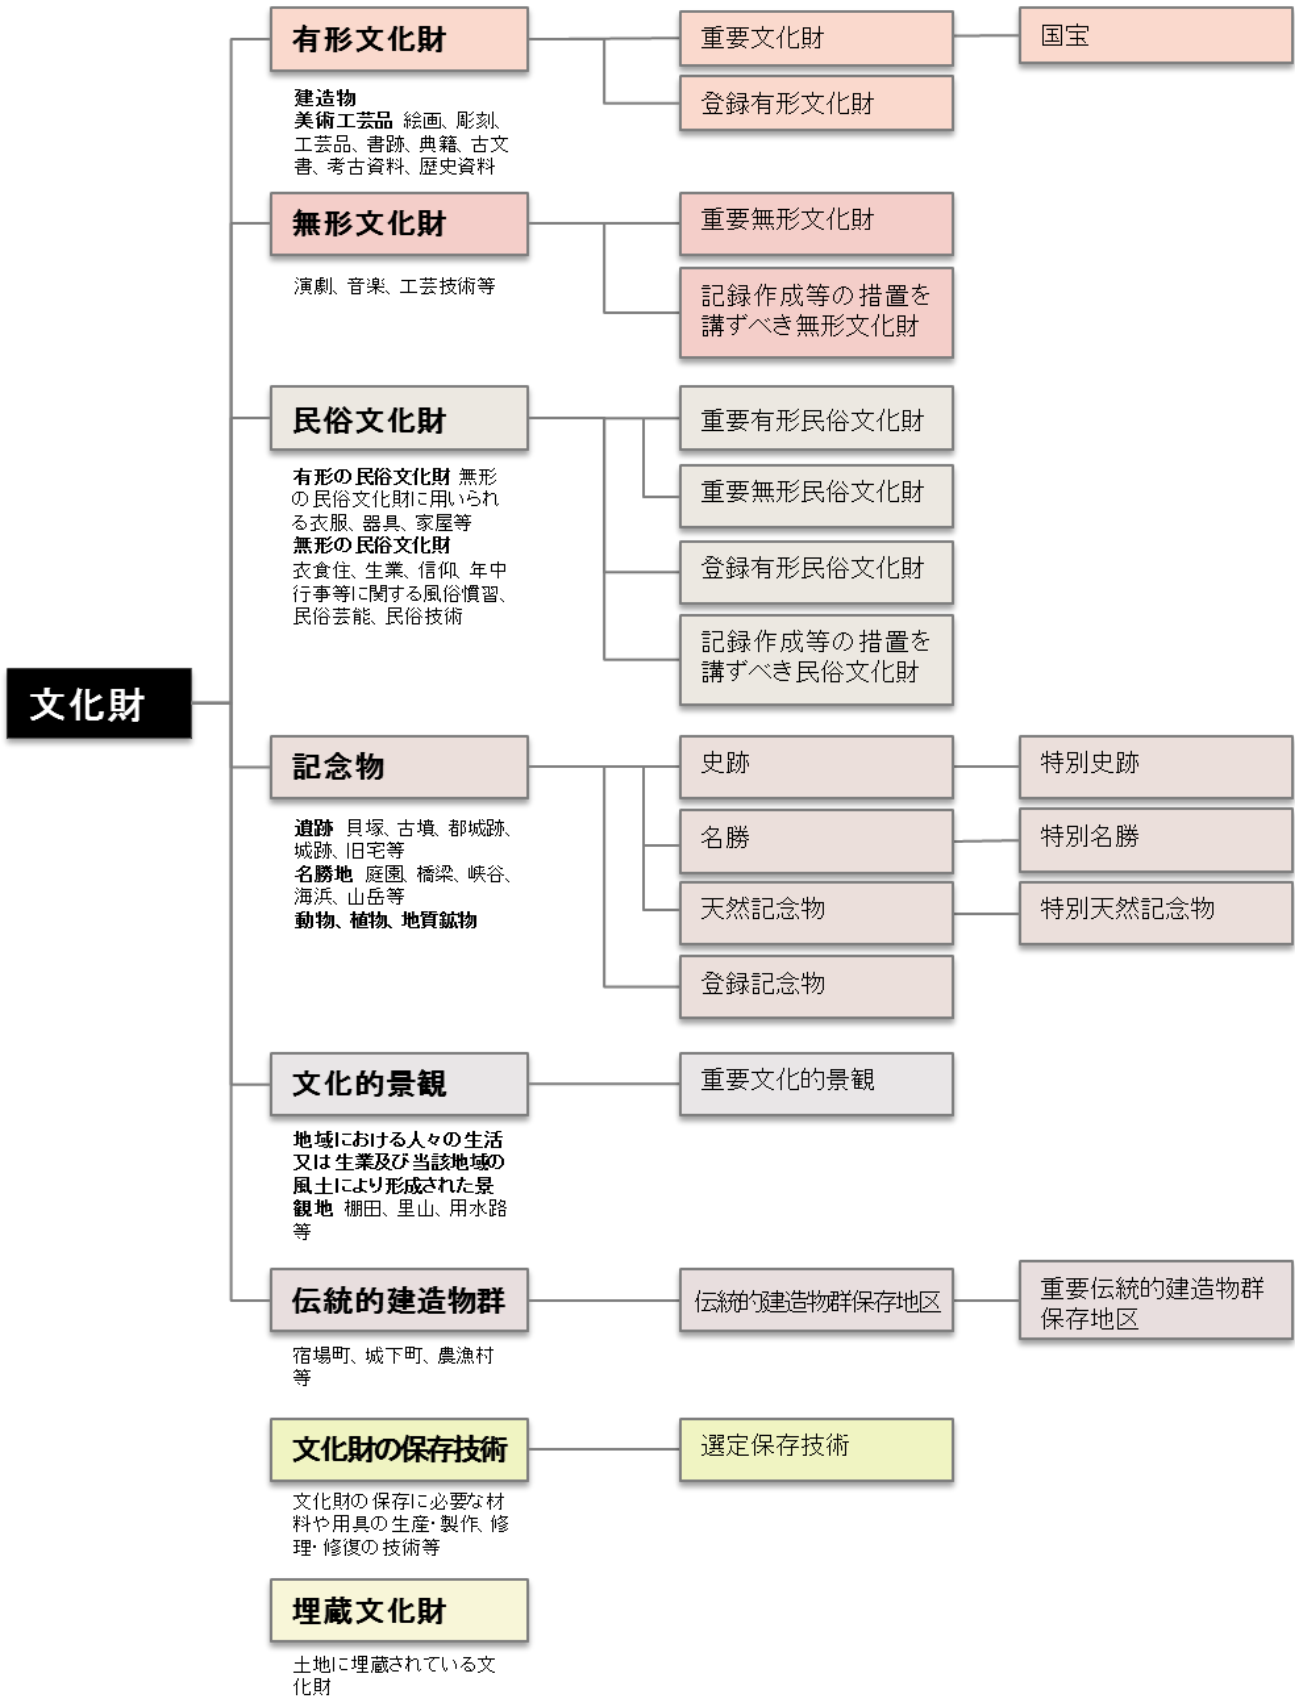 文化財
有形文化財
建造物
美術工芸品 絵画、彫刻、
工芸品、書跡、典籍、古文
書、考古資料、歴史資料
重要文化財
国宝
登録有形文化財
無形文化財
演劇、音楽、工芸技術等
重要無形文化財
記録作成等の措置を
講ずべき無形文化財
民俗文化財
有形の民俗文化財 無形
の民俗文化財に用いられ
る衣服、器具、家屋等
無形の民俗文化財
衣食住、生業、信仰、年中
行事等に関する風俗慣習、
民俗芸能、民俗技術
重要有形民俗文化財
重要無形民俗文化財
登録有形民俗文化財
記録作成等の措置を
講ずべき民俗文化財
記念物
遺跡 貝塚、古墳、都城跡、
城跡、旧宅等
名勝地 庭園、橋梁、峡谷、
海浜、山岳等
動物、植物、地質鉱物
史跡
特別史跡
名勝
特別名勝
天然記念物
特別天然記念物
登録記念物
文化的景観
地域における人々の生活
又は生業及び当該地域の
風土により形成された景
観地 棚田、里山、用水路
等
重要文化的景観
伝統的建造物群
宿場町、城下町、農漁村
等
伝統的建造物群保存地区
重要伝統的建造物群
保存地区
文化財の保存技術
文化財の保存に必要な材
料や用具の生産・製作、修
理・修復の技術等
選定保存技術
埋蔵文化財
土地に埋蔵されている文
化財